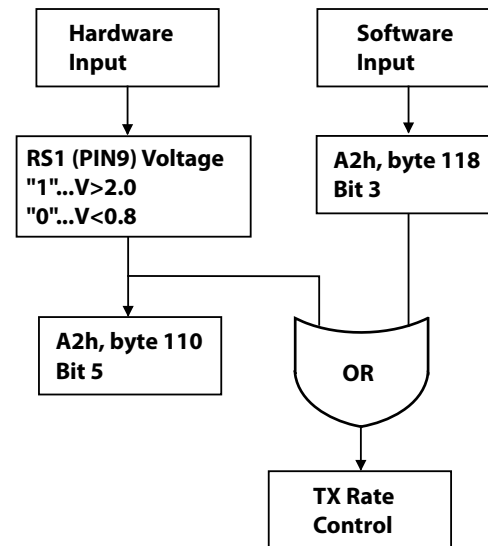 Hardware
Input
Software
Input
RS1 (PIN9) Voltage
"1"...V>2.0
"0"...V<0.8
A2h, byte 118
Bit 3
A2h, byte 110
Bit 5
OR
TX Rate
Control